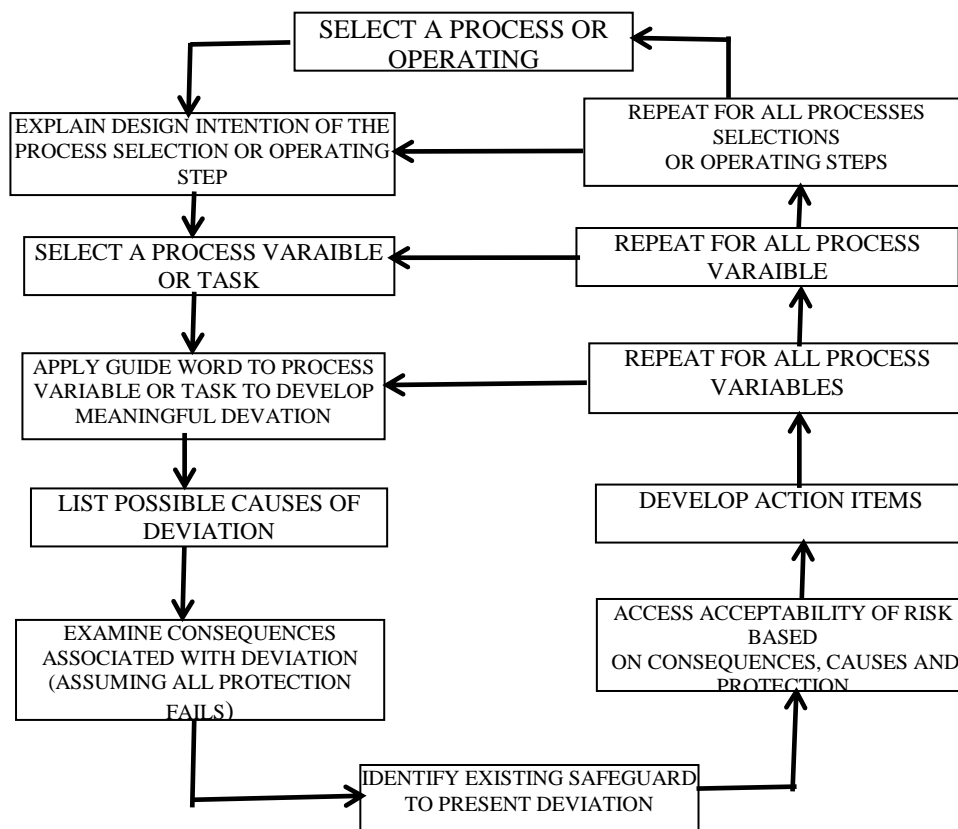 SELECT A PROCESS OR
OPERATING
EXPLAIN DESIGN INTENTION OF THE
PROCESS SELECTION OR OPERATING
STEP
REPEAT FOR ALL PROCESSES
SELECTIONS
OR OPERATING STEPS
SELECT A PROCESS VARAIBLE
OR TASK
REPEAT FOR ALL PROCESS
VARAIBLE
APPLY GUIDE WORD TO PROCESS
VARIABLE OR TASK TO DEVELOP
MEANINGFUL DEVATION
REPEAT FOR ALL PROCESS
VARIABLES
LIST POSSIBLE CAUSES OF
DEVIATION
DEVELOP ACTION ITEMS
EXAMINE CONSEQUENCES
ASSOCIATED WITH DEVIATION
(ASSUMING ALL PROTECTION
FAILS)
ACCESS ACCEPTABILITY OF RISK
BASED
ON CONSEQUENCES, CAUSES AND
PROTECTION
IDENTIFY EXISTING SAFEGUARD
TO PRESENT DEVIATION